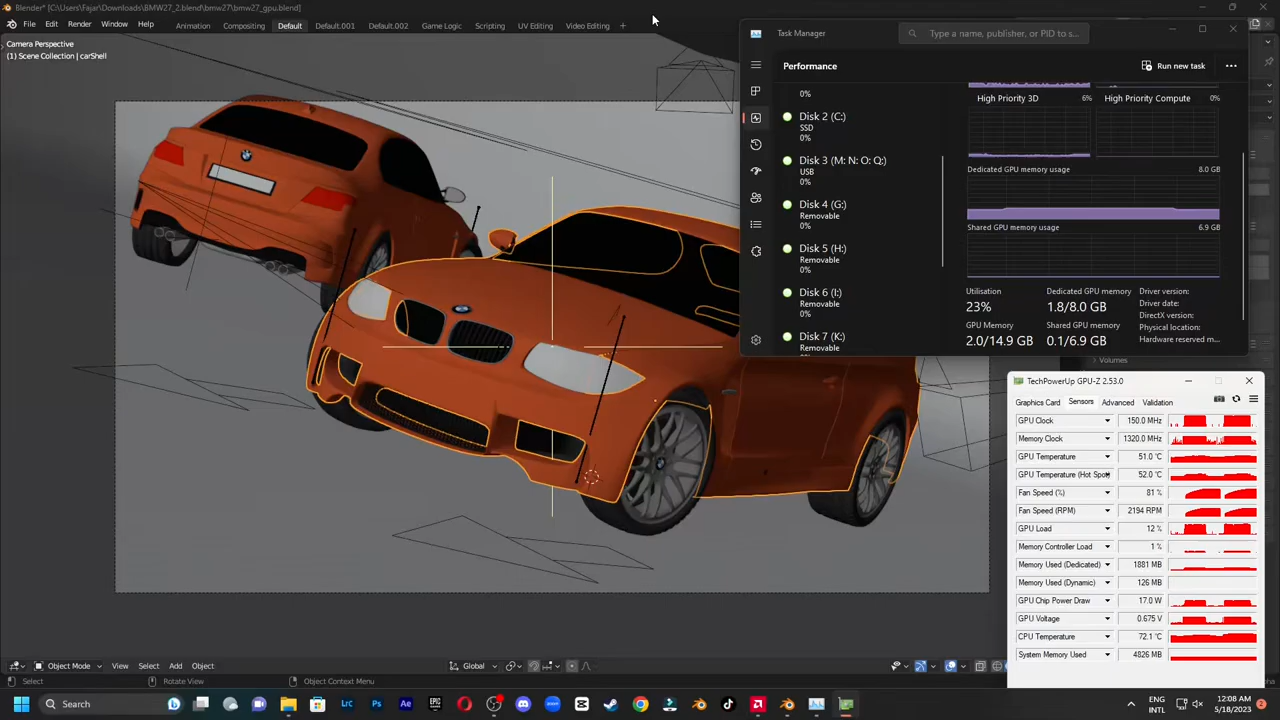 Blender* [C:\Users\Fajar\Downloads\BMW27_2.blend\bmw27\bmw27_gpu.blend]
File Edit Render Window Help Animation Compositing Default Default.001 Default.002 Game Logic Scripting UV Editing Video Editing +
Camera Perspective
(1) Scene Collection | carShell
Task Manager
Type a name, publisher, or PID to s...
Performance
Run new task
0%
Disk 2 (C:)
SSD
0%
Disk 3 (M: N: O: Q:)
USB
0%
Disk 4 (G:)
Removable
0%
Disk 5 (H:)
Removable
0%
Disk 6 (I:)
Removable
0%
Disk 7 (K:)
Removable
High Priority 3D 6% High Priority Compute 0%
Dedicated GPU memory usage 8.0 GB
Shared GPU memory usage 6.9 GB
Utilisation Dedicated GPU memory Driver version:
23% 1.8/8.0 GB Driver date:
DirectX version:
GPU Memory Shared GPU memory Physical location:
2.0/14.9 GB 0.1/6.9 GB Hardware reserved m...
Volumes
TechPowerUp GPU-Z 2.53.0
Graphics Card Sensors Advanced Validation
GPU Clock 150.0 MHz
Memory Clock 1320.0 MHz
GPU Temperature 51.0 °C
GPU Temperature (Hot Spot) 52.0 °C
Fan Speed (%) 81 %
Fan Speed (RPM) 2194 RPM
GPU Load 12 %
Memory Controller Load 1 %
Memory Used (Dedicated) 1881 MB
Memory Used (Dynamic) 126 MB
GPU Chip Power Draw 17.0 W
GPU Voltage 0.675 V
CPU Temperature 72.1 °C
System Memory Used 4826 MB
Object Mode View Select Add Object Global
Select Rotate View Object Context Menu
Search
Lrc Ps Ae EPIC zoom
ENG
INTL
12:08 AM
5/18/2023
2